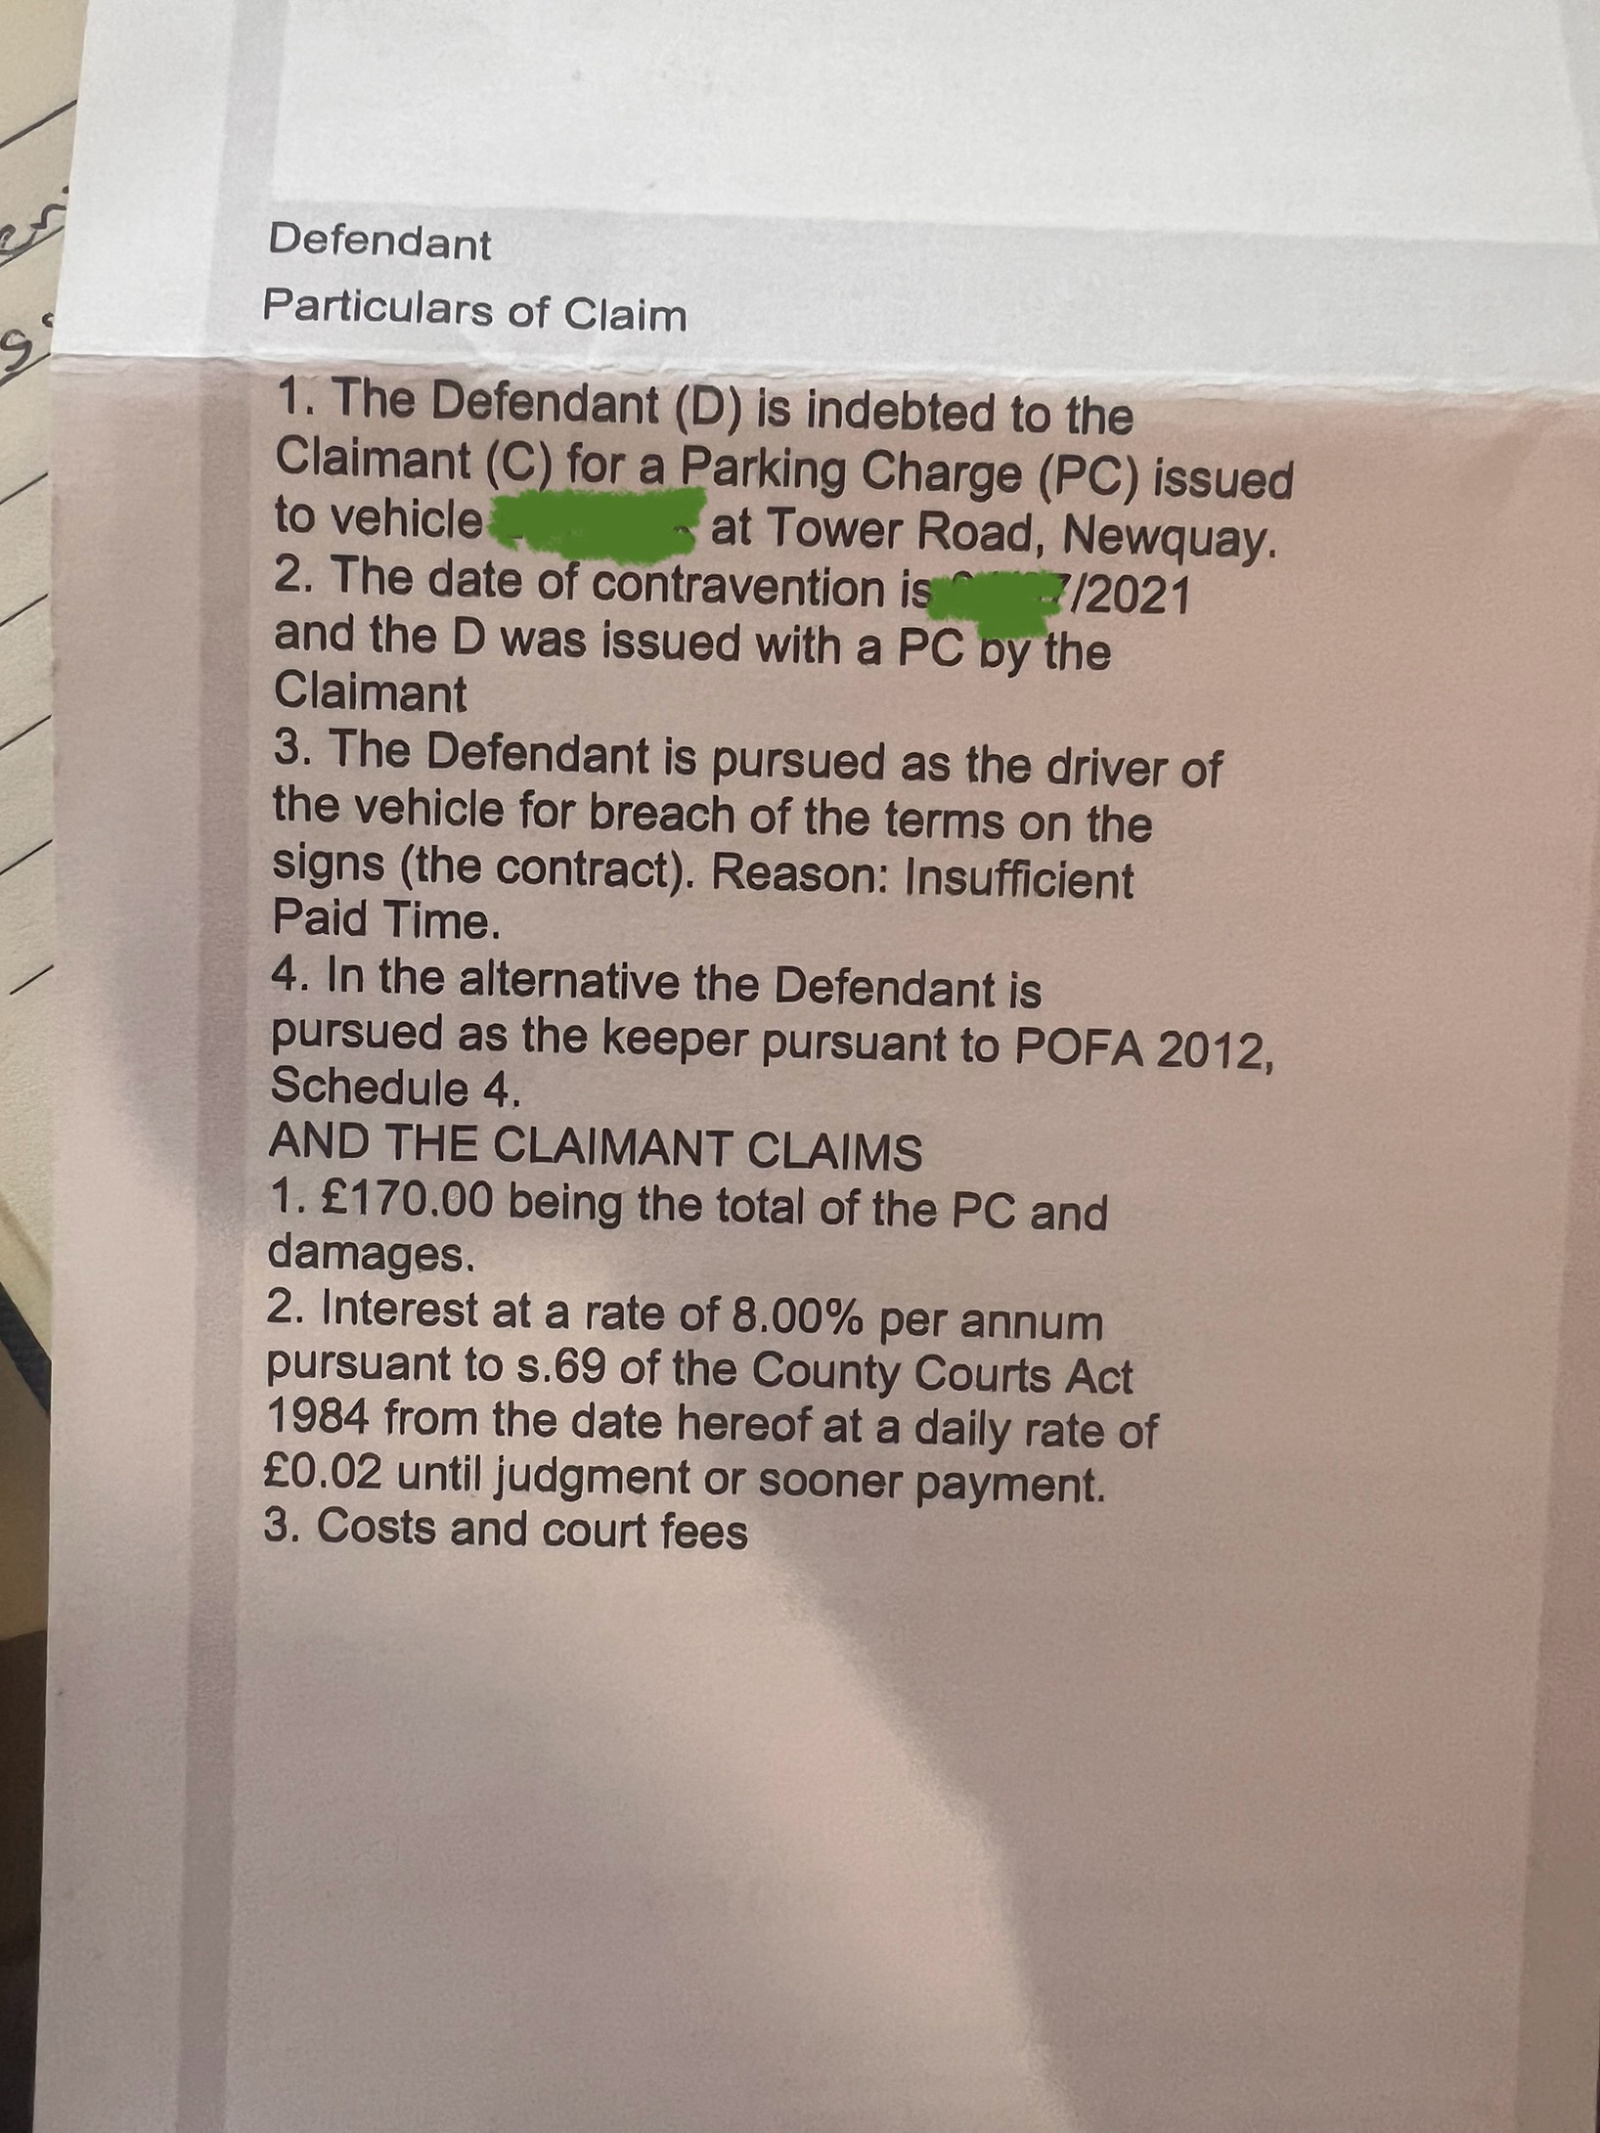 Defendant
Particulars of Claim
1. The Defendant (D) is indebted to the
Claimant (C) for a Parking Charge (PC) issued
to vehicle at Tower Road, Newquay.
2. The date of contravention is 7/2021
and the D was issued with a PC by the
Claimant
3. The Defendant is pursued as the driver of
the vehicle for breach of the terms on the
signs (the contract). Reason: Insufficient
Paid Time.
4. In the alternative the Defendant is
pursued as the keeper pursuant to POFA 2012,
Schedule 4.
AND THE CLAIMANT CLAIMS
1. £170.00 being the total of the PC and
damages.
2. Interest at a rate of 8.00% per annum
pursuant to s.69 of the County Courts Act
1984 from the date hereof at a daily rate of
£0.02 until judgment or sooner payment.
3. Costs and court fees